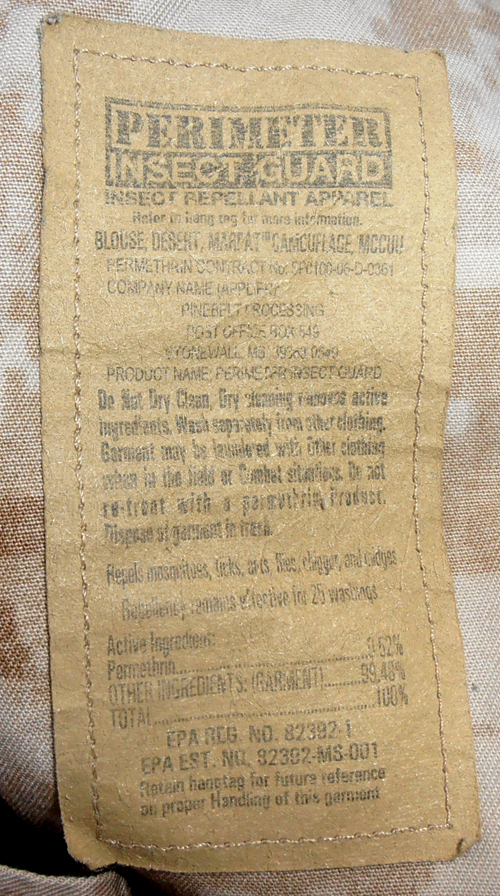 PERIMETER
INSECT GUARD
INSECT REPELLANT APPAREL
Refer to hang tag for more information.
BLOUSE, DESERT, MARPAT™ CAMOUFLAGE, MCCUU
PERMETHRIN CONTRACT No: SP0100-06-D-0361
COMPANY NAME (APPLIER)
PINEBELT PROCESSING
POST OFFICE BOX 549
STONEWALL, MS
PRODUCT NAME, PERIMETER INSECT GUARD
Do Not Dry Clean, Dry cleaning removes active
ingredients. Wash separately from other clothing.
Garment may be laundered with Other clothing
when in the field or Combat situations. Do not
re-treat with a permethrin Product.
Dispose of garment in trash.
Repels mosquitoes, ticks, ants, flies, chigger, and midges
Repellency remains effective for 25 washings
Active Ingredient:
Permethrin..............................0.52%
OTHER INGREDIENTS: (GARMENT)........99.48%
TOTAL....................................100%
EPA REG. NO. 82392-1
EPA EST. NO. 82392-MS-001
Retain hangtag for future reference
on proper Handling of this garment